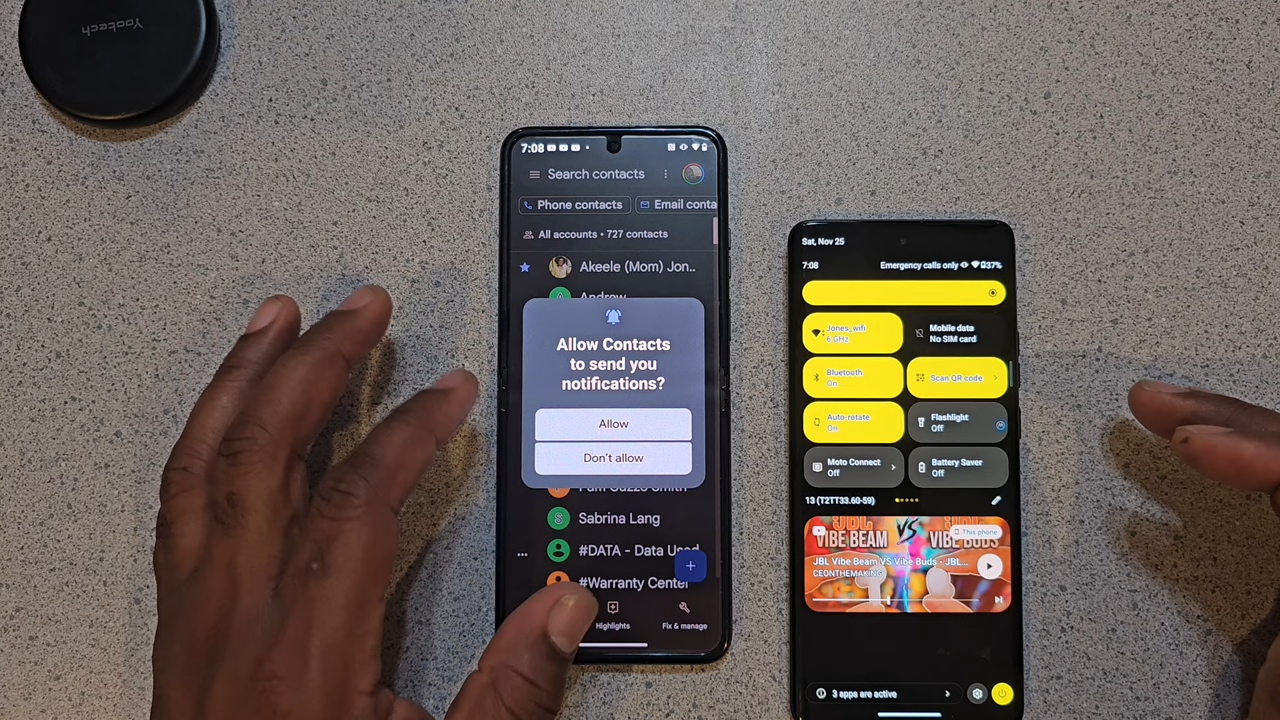 Yootech
7:08
Search contacts
Phone contacts
Email conta
All accounts • 727 contacts
Akeele (Mom) Jon..
Andrew
Allow Contacts
to send you
notifications?
Allow
Don't allow
Sabrina Lang
#DATA - Data Used
#Warranty Center
Highlights
Fix & manage
Sat, Nov 25
7:08
Emergency calls only
37%
Jones_wifi
6 GHz
Mobile data
No SIM card
Bluetooth
On
Scan QR code
Auto-rotate
On
Flashlight
Off
Moto Connect
Off
Battery Saver
Off
13 (T2TT33.60-59)
JBL VS JBL
VIBE BEAM VIBE BUDS
This phone
JBL Vibe Beam VS Vibe Buds - JBL...
CEONTHEMAKING
3 apps are active